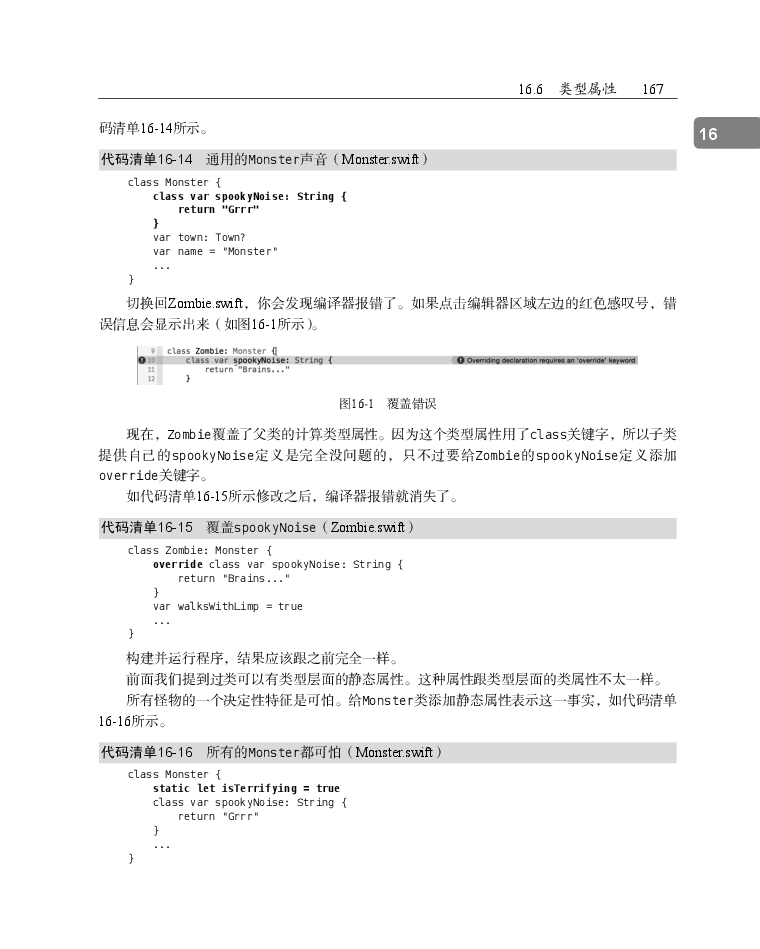 16.6 类型属性 167
16
码清单16-14所示。
代码清单16-14 通用的Monster声音（Monster.swift）
class Monster {
    class var spookyNoise: String {
        return "Grrr"
    }
    var town: Town?
    var name = "Monster"
    ...
}
切换回Zombie.swift，你会发现编译器报错了。如果点击编辑器区域左边的红色感叹号，错
误信息会显示出来（如图16-1所示）。
9 class Zombie: Monster {
10 class var spookyNoise: String { Overriding declaration requires an 'override' keyword
11 return "Brains..."
12 }
图16-1 覆盖错误
现在，Zombie覆盖了父类的计算类型属性。因为这个类型属性用了class关键字，所以子类
提供自己的spookyNoise定义是完全没问题的，只不过要给Zombie的spookyNoise定义添加
override关键字。
如代码清单16-15所示修改之后，编译器报错就消失了。
代码清单16-15 覆盖spookyNoise（Zombie.swift）
class Zombie: Monster {
    override class var spookyNoise: String {
        return "Brains..."
    }
    var walksWithLimp = true
    ...
}
构建并运行程序，结果应该跟之前完全一样。
前面我们提到过类可以有类型层面的静态属性。这种属性跟类型层面的类属性不太一样。
所有怪物的一个决定性特征是可怕。给Monster类添加静态属性表示这一事实，如代码清单
16-16所示。
代码清单16-16 所有的Monster都可怕（Monster.swift）
class Monster {
    static let isTerrifying = true
    class var spookyNoise: String {
        return "Grrr"
    }
    ...
}